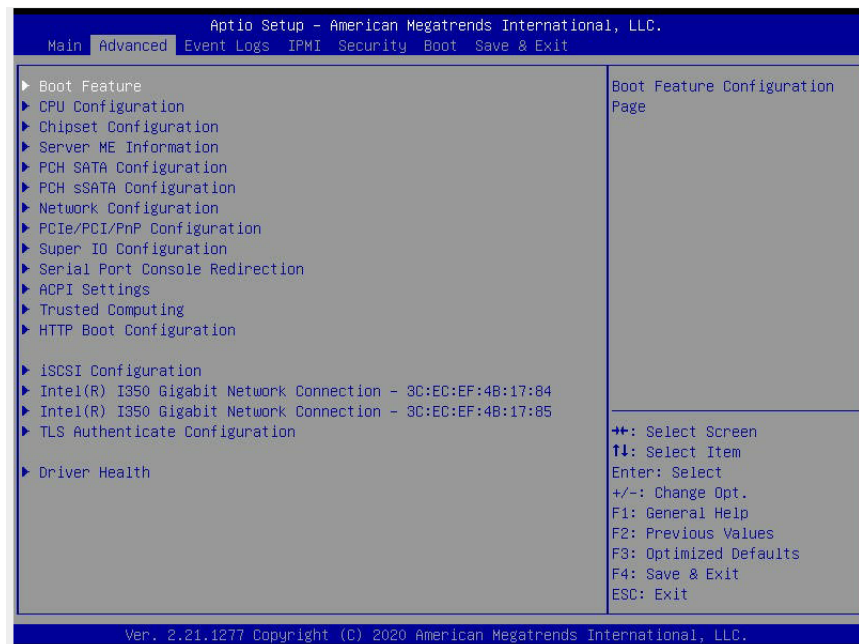 Aptio Setup – American Megatrends International, LLC.
Main Advanced Event Logs IPMI Security Boot Save & Exit
Boot Feature
CPU Configuration
Chipset Configuration
Server ME Information
PCH SATA Configuration
PCH sSATA Configuration
Network Configuration
PCIe/PCI/PnP Configuration
Super IO Configuration
Serial Port Console Redirection
ACPI Settings
Trusted Computing
HTTP Boot Configuration
iSCSI Configuration
Intel(R) I350 Gigabit Network Connection – 3C:EC:EF:4B:17:84
Intel(R) I350 Gigabit Network Connection – 3C:EC:EF:4B:17:85
TLS Authenticate Configuration
Driver Health
Boot Feature Configuration
Page
→←: Select Screen
↑↓: Select Item
Enter: Select
+/-: Change Opt.
F1: General Help
F2: Previous Values
F3: Optimized Defaults
F4: Save & Exit
ESC: Exit
Ver. 2.21.1277 Copyright (C) 2020 American Megatrends International, LLC.